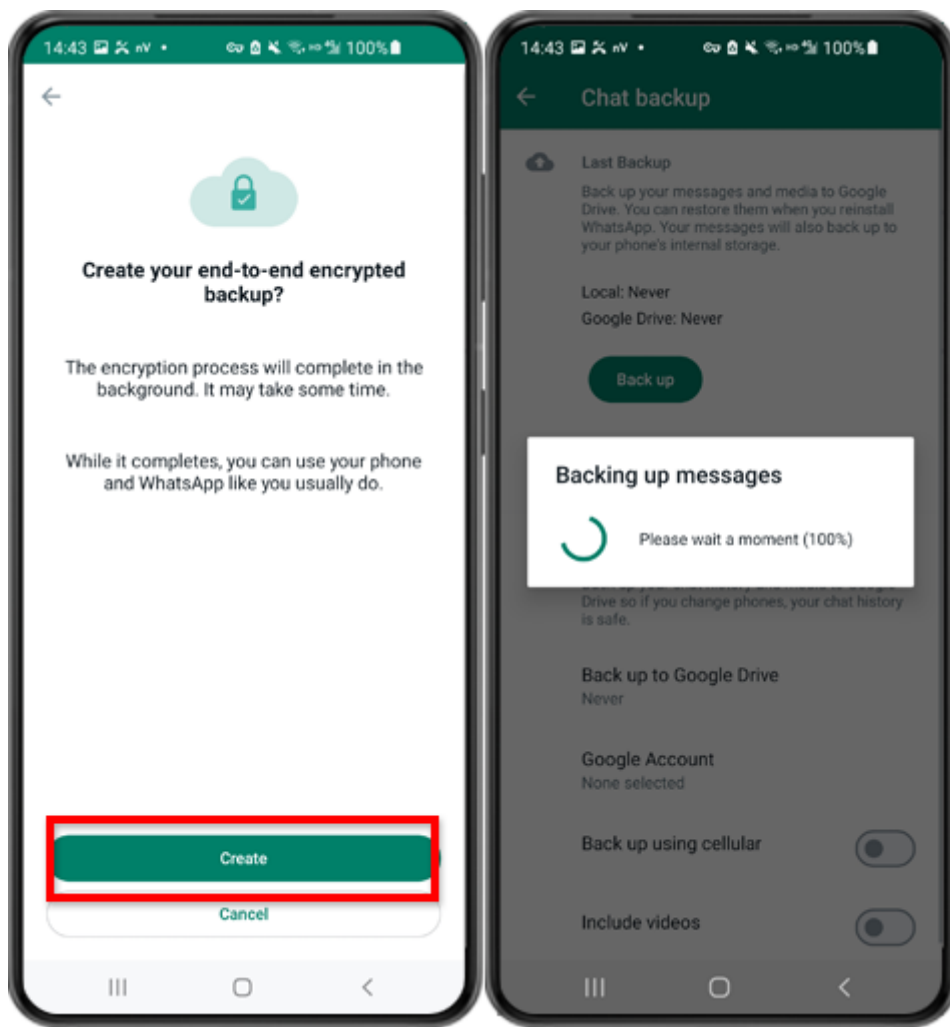 14:43
100%
Create your end-to-end encrypted
backup?
The encryption process will complete in the
background. It may take some time.
While it completes, you can use your phone
and WhatsApp like you usually do.
Create
Cancel
14:43
100%
Chat backup
Last Backup
Back up your messages and media to Google
Drive. You can restore them when you reinstall
WhatsApp. Your messages will also back up to
your phone's internal storage.
Local: Never
Google Drive: Never
Back up
Backing up messages
Please wait a moment (100%)
Drive so if you change phones, your chat history
is safe.
Back up to Google Drive
Never
Google Account
None selected
Back up using cellular
Include videos